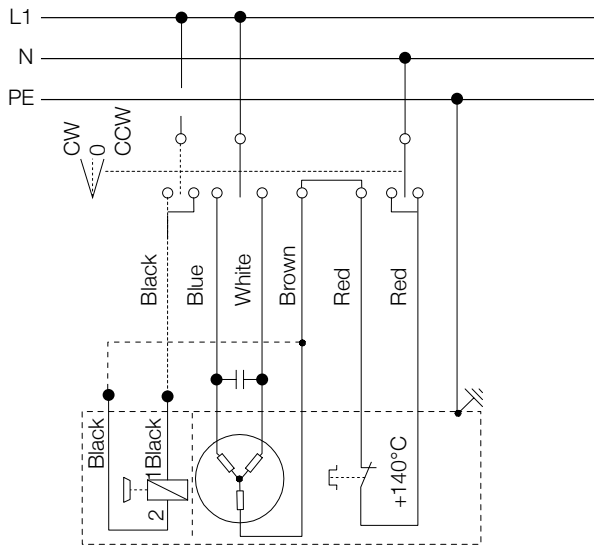 L1
N
PE
CW
0
CCW
Black
Blue
White
Brown
Red
Red
Black
1
Black
2
+140°C